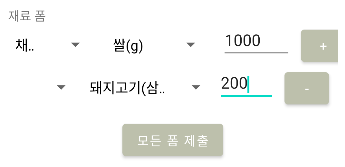 재료 폼
채.. 쌀(g) 1000 +
돼지고기(삼.. 200 -
모든 폼 제출